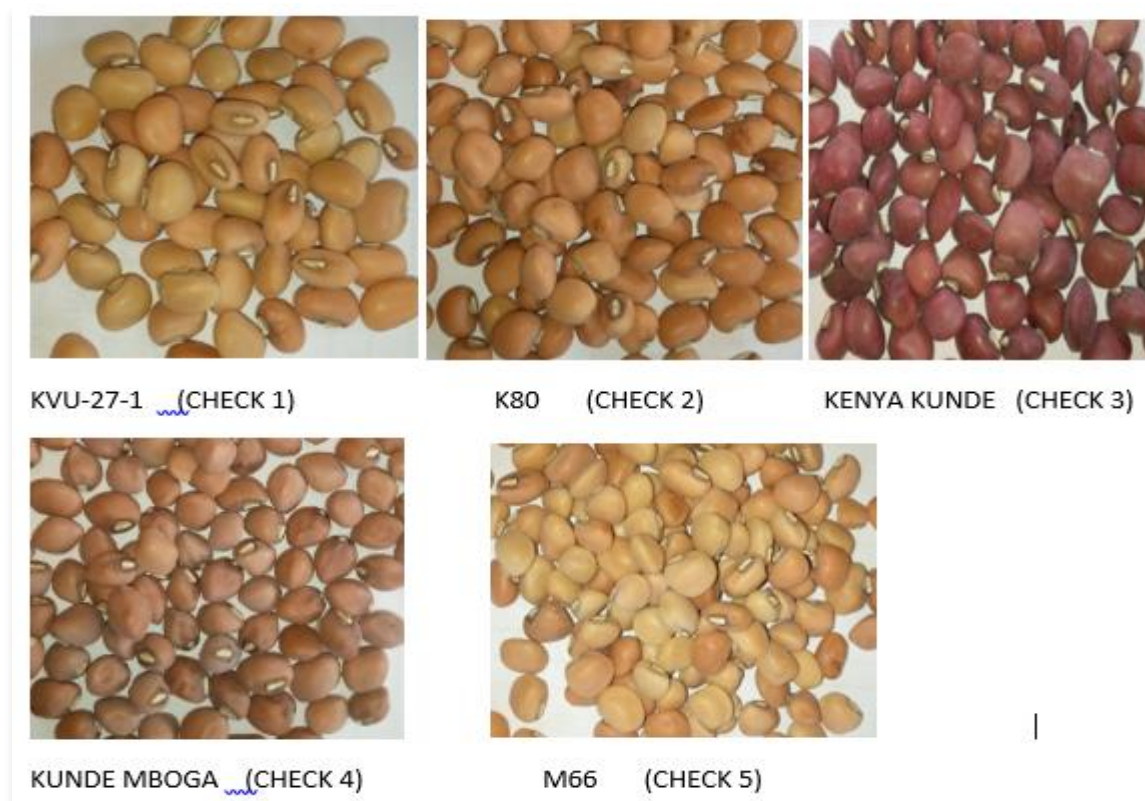 KVU-27-1 (CHECK 1)
K80 (CHECK 2)
KENYA KUNDE (CHECK 3)
KUNDE MBOGA (CHECK 4)
M66 (CHECK 5)